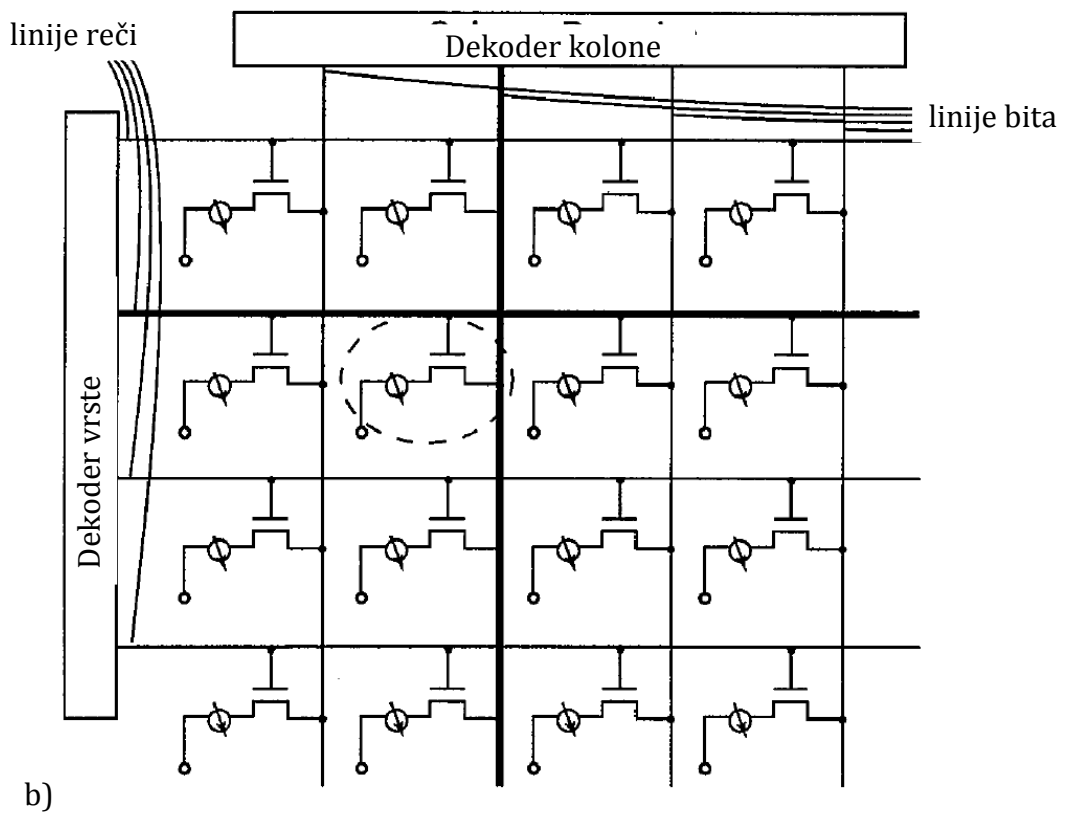 linije reči
Dekoder kolone
linije bita
Dekoder vrste
b)